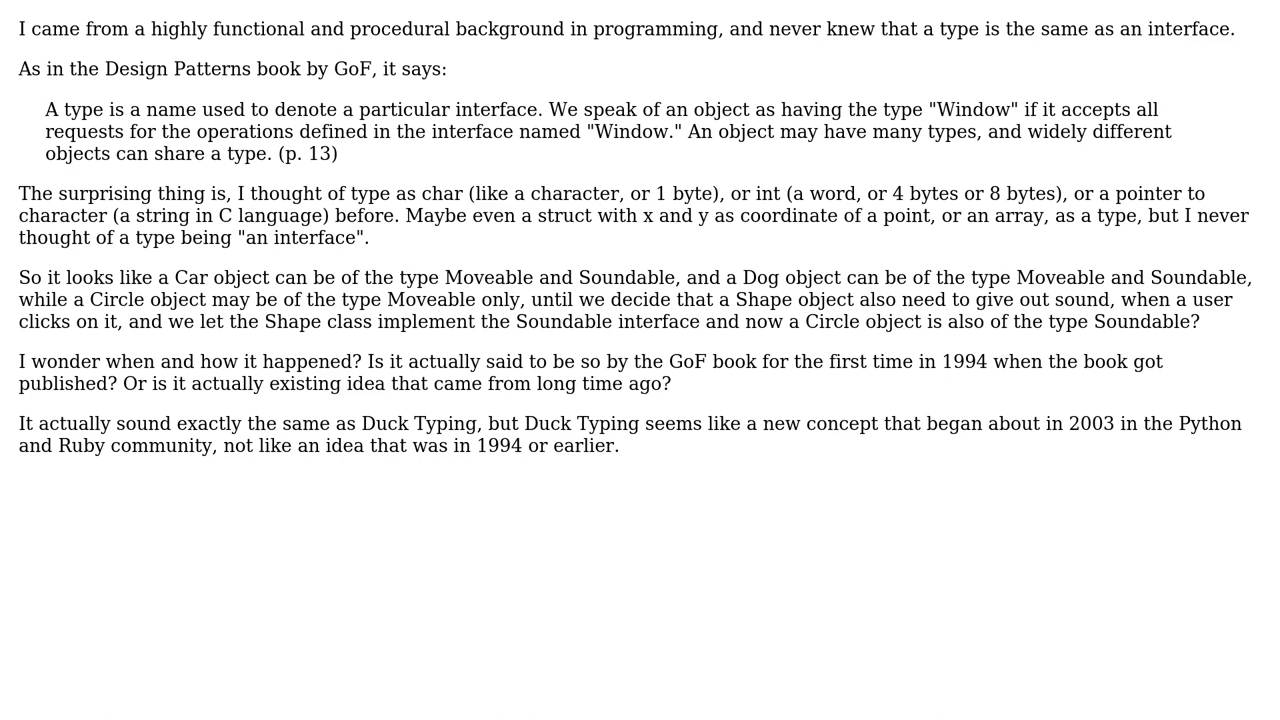 I came from a highly functional and procedural background in programming, and never knew that a type is the same as an interface.
As in the Design Patterns book by GoF, it says:
A type is a name used to denote a particular interface. We speak of an object as having the type "Window" if it accepts all
requests for the operations defined in the interface named "Window." An object may have many types, and widely different
objects can share a type. (p. 13)
The surprising thing is, I thought of type as char (like a character, or 1 byte), or int (a word, or 4 bytes or 8 bytes), or a pointer to
character (a string in C language) before. Maybe even a struct with x and y as coordinate of a point, or an array, as a type, but I never
thought of a type being "an interface".
So it looks like a Car object can be of the type Moveable and Soundable, and a Dog object can be of the type Moveable and Soundable,
while a Circle object may be of the type Moveable only, until we decide that a Shape object also need to give out sound, when a user
clicks on it, and we let the Shape class implement the Soundable interface and now a Circle object is also of the type Soundable?
I wonder when and how it happened? Is it actually said to be so by the GoF book for the first time in 1994 when the book got
published? Or is it actually existing idea that came from long time ago?
It actually sound exactly the same as Duck Typing, but Duck Typing seems like a new concept that began about in 2003 in the Python
and Ruby community, not like an idea that was in 1994 or earlier.